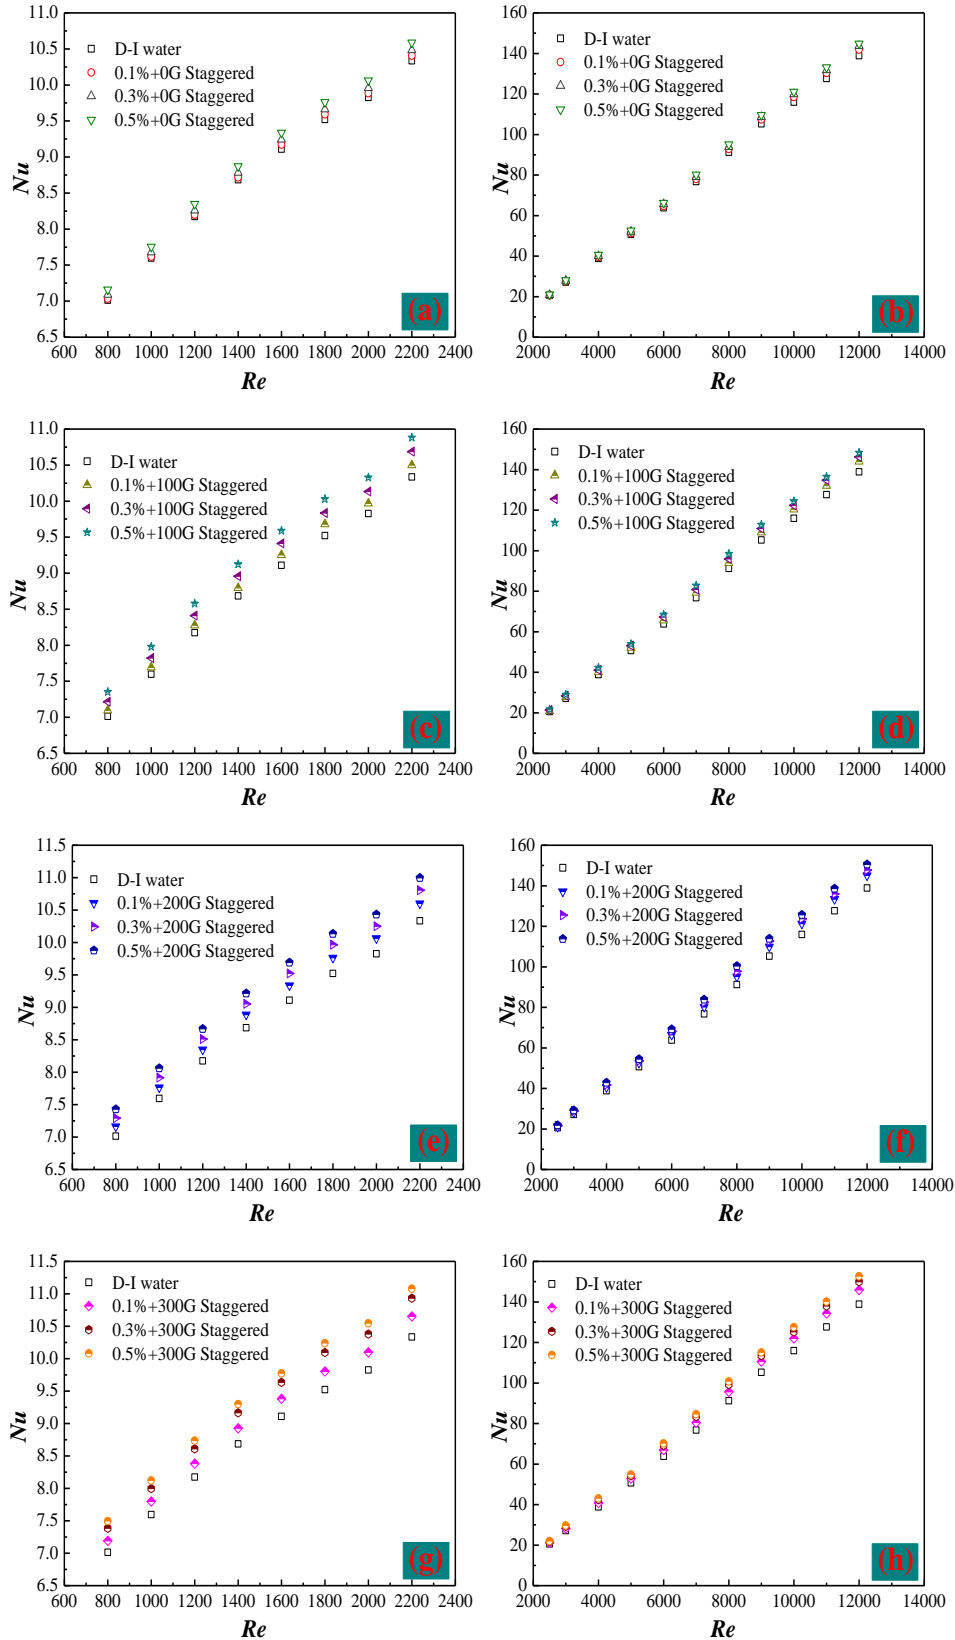 11.0
10.5
10.0
9.5
9.0
8.5
8.0
7.5
7.0
6.5
Nu
D-I water
0.1%+0G Staggered
0.3%+0G Staggered
0.5%+0G Staggered
(a)
600 800 1000 1200 1400 1600 1800 2000 2200 2400
Re
160
140
120
100
80
60
40
20
0
Nu
D-I water
0.1%+0G Staggered
0.3%+0G Staggered
0.5%+0G Staggered
(b)
2000 4000 6000 8000 10000 12000 14000
Re
11.0
10.5
10.0
9.5
9.0
8.5
8.0
7.5
7.0
6.5
Nu
D-I water
0.1%+100G Staggered
0.3%+100G Staggered
0.5%+100G Staggered
(c)
600 800 1000 1200 1400 1600 1800 2000 2200 2400
Re
160
140
120
100
80
60
40
20
0
Nu
D-I water
0.1%+100G Staggered
0.3%+100G Staggered
0.5%+100G Staggered
(d)
2000 4000 6000 8000 10000 12000 14000
Re
11.5
11.0
10.5
10.0
9.5
9.0
8.5
8.0
7.5
7.0
6.5
Nu
D-I water
0.1%+200G Staggered
0.3%+200G Staggered
0.5%+200G Staggered
(e)
600 800 1000 1200 1400 1600 1800 2000 2200 2400
Re
160
140
120
100
80
60
40
20
0
Nu
D-I water
0.1%+200G Staggered
0.3%+200G Staggered
0.5%+200G Staggered
(f)
2000 4000 6000 8000 10000 12000 14000
Re
11.5
11.0
10.5
10.0
9.5
9.0
8.5
8.0
7.5
7.0
6.5
Nu
D-I water
0.1%+300G Staggered
0.3%+300G Staggered
0.5%+300G Staggered
(g)
600 800 1000 1200 1400 1600 1800 2000 2200 2400
Re
160
140
120
100
80
60
40
20
0
Nu
D-I water
0.1%+300G Staggered
0.3%+300G Staggered
0.5%+300G Staggered
(h)
2000 4000 6000 8000 10000 12000 14000
Re